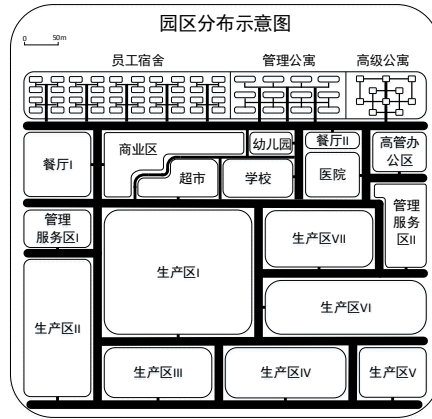 园区分布示意图
0 50m
员工宿舍 管理公寓 高级公寓
餐厅I
商业区
幼儿园
餐厅II
高管办
公区
超市
学校
医院
管理
服务区I
管理
服务
区II
生产区I
生产区VII
生产区II
生产区VI
生产区III
生产区IV
生产区V